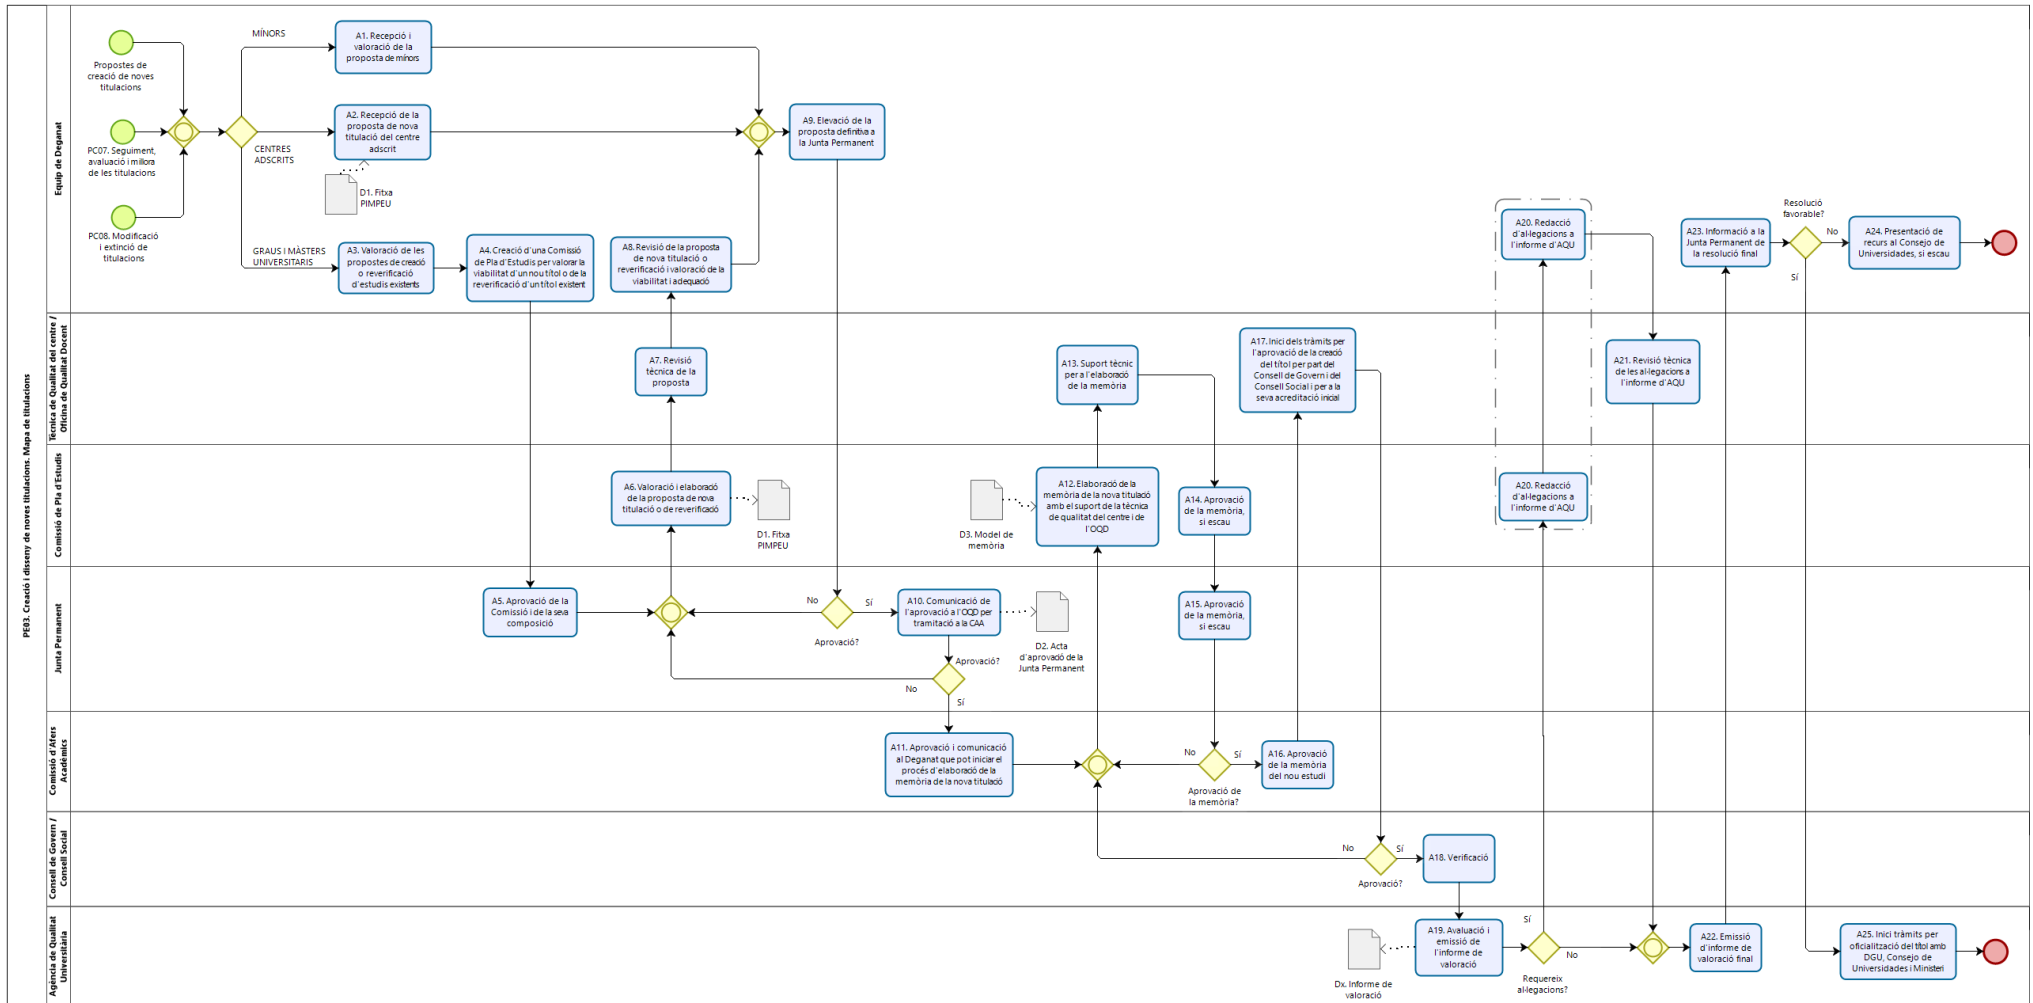 PE03. Creació i disseny de noves titulacions. Mapa de titulacions
Equip de Deganat
Propostes de
creació de noves
titulacions
PC07. Seguiment,
avaluació i millora
de les titulacions
PC08. Modificació
i extinció de
titulacions
MÍNORS
CENTRES
ADSCRITS
GRAUS I MÀSTERS
UNIVERSITARIS
A1. Recepció i
valoració de la
proposta de mínors
A2. Recepció de la
proposta de nova
titulació del centre
adscrit
D1. Fitxa
PIMPEU
A3. Valoració de les
propostes de creació
o reverificació
d'estudis existents
A4. Creació d'una Comissió
de Pla d'Estudis per valorar la
viabilitat d'un nou títol o de la
reverificació d'un títol existent
A8. Revisió de la proposta
de nova titulació o
reverificació i valoració de la
viabilitat i adequació
A9. Elevació de la
proposta definitiva a
la Junta Permanent
A20. Redacció
d'al·legacions a
l'informe d'AQU
A23. Informació a la
Junta Permanent de
la resolució final
Resolució
favorable?
No
Sí
A24. Presentació de
recurs al Consejo de
Universidades, si escau
Tècnica de Qualitat del centre /
Oficina de Qualitat Docent
A7. Revisió
tècnica de la
proposta
A13. Suport tècnic
per a l'elaboració
de la memòria
A17. Inici dels tràmits per
l'aprovació de la creació
del títol per part del
Consell de Govern i del
Consell Social i per a la
seva acreditació inicial
A21. Revisió tècnica
de les al·legacions a
l'informe d'AQU
Comissió de Pla d'Estudis
A6. Valoració i elaboració
de la proposta de nova
titulació o de reverificació
D1. Fitxa
PIMPEU
D3. Model de
memòria
A12. Elaboració de la
memòria de la nova titulació
amb el suport de la tècnica
de qualitat del centre i de
l'OQD
A14. Aprovació
de la memòria,
si escau
A20. Redacció
d'al·legacions a
l'informe d'AQU
Junta Permanent
A5. Aprovació de la
Comissió i de la seva
composició
No
Sí
Aprovació?
A10. Comunicació de
l'aprovació a l'OQD per
tramitació a la CAA
D2. Acta
d'aprovació de la
Junta Permanent
Aprovació?
No
Sí
A15. Aprovació
de la memòria,
si escau
Comissió d'Afers
Acadèmics
A11. Aprovació i comunicació
al Deganat que pot iniciar el
procés d'elaboració de la
memòria de la nova titulació
No
Sí
Aprovació de
la memòria?
A16. Aprovació
de la memòria
del nou estudi
Consell de Govern /
Consell Social
No
Sí
Aprovació?
A18. Verificació
Agència de Qualitat
Universitària
Dx. Informe de
valoració
A19. Avaluació i
emissió de
l'informe de
valoració
Sí
No
Requereix
al·legacions?
A22. Emissió
d'informe de
valoració final
A25. Inici tràmits per
oficialització del títol amb
DGU, Consejo de
Universidades i Ministeri